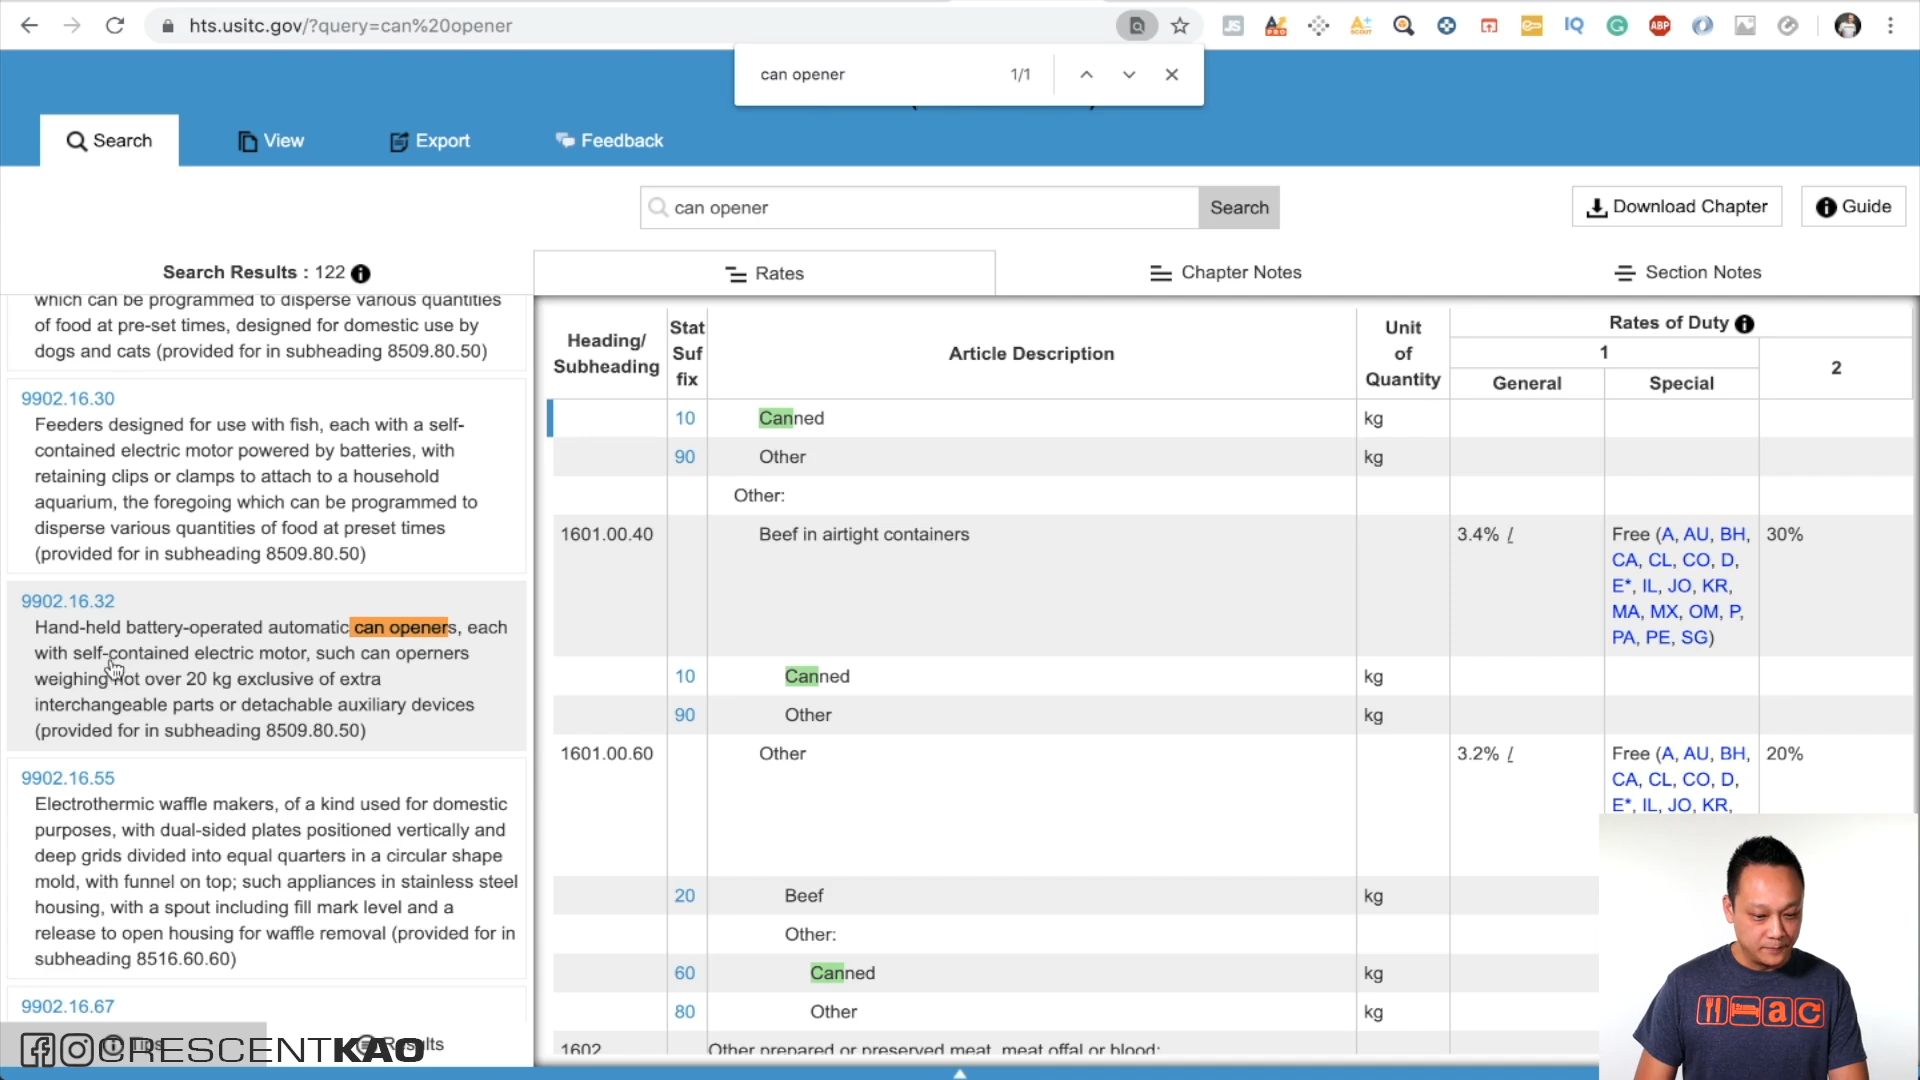 hts.usitc.gov/?query=can%20opener
can opener 1/1
Search View Export Feedback
can opener Search
Download Chapter Guide
Search Results : 122
Rates Chapter Notes Section Notes
which can be programmed to disperse various quantities
of food at pre-set times, designed for domestic use by
dogs and cats (provided for in subheading 8509.80.50)
9902.16.30
Feeders designed for use with fish, each with a self-
contained electric motor powered by batteries, with
retaining clips or clamps to attach to a household
aquarium, the foregoing which can be programmed to
disperse various quantities of food at preset times
(provided for in subheading 8509.80.50)
9902.16.32
Hand-held battery-operated automatic can openers, each
with self-contained electric motor, such can operners
weighing not over 20 kg exclusive of extra
interchangeable parts or detachable auxiliary devices
(provided for in subheading 8509.80.50)
9902.16.55
Electrothermic waffle makers, of a kind used for domestic
purposes, with dual-sided plates positioned vertically and
deep grids divided into equal quarters in a circular shape
mold, with funnel on top; such appliances in stainless steel
housing, with a spout including fill mark level and a
release to open housing for waffle removal (provided for in
subheading 8516.60.60)
9902.16.67
Tips Results
@CRESCENTKAO
Heading/
Subheading
Stat
Suf
fix
Article Description
Unit
of
Quantity
Rates of Duty
1
2
General Special
10 Canned kg
90 Other kg
Other:
1601.00.40 Beef in airtight containers 3.4% / Free (A, AU, BH, 30%
CA, CL, CO, D,
E*, IL, JO, KR,
MA, MX, OM, P,
PA, PE, SG)
10 Canned kg
90 Other kg
1601.00.60 Other 3.2% / Free (A, AU, BH, 20%
CA, CL, CO, D,
E*, IL, JO, KR,
20 Beef kg
Other:
60 Canned kg
80 Other kg
1602 Other prepared or preserved meat, meat offal or blood:
JS
PRO
A+
SCOUT
IQ
ABP
a